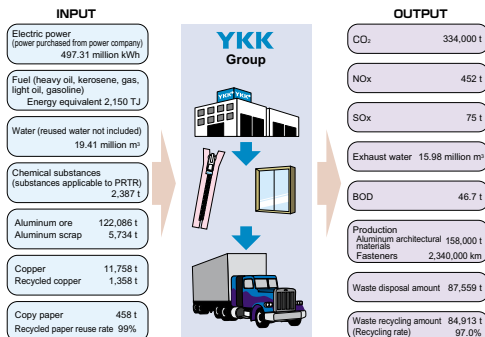 INPUT
Electric power
(power purchased from power company)
497.31 million kWh
Fuel (heavy oil, kerosene, gas,
light oil, gasoline)
Energy equivalent 2,150 TJ
Water (reused water not included)
19.41 million m³
Chemical substances
(substances applicable to PRTR)
2,387 t
Aluminum ore 122,086 t
Aluminum scrap 5,734 t
Copper 11,758 t
Recycled copper 1,358 t
Copy paper 458 t
Recycled paper reuse rate 99%
YKK
Group
YKK YKK
OUTPUT
CO₂ 334,000 t
NOx 452 t
SOx 75 t
Exhaust water 15.98 million m³
BOD 46.7 t
Production
Aluminum architectural materials 158,000 t
Fasteners 2,340,000 km
Waste disposal amount 87,559 t
Waste recycling amount 84,913 t
(Recycling rate) 97.0%